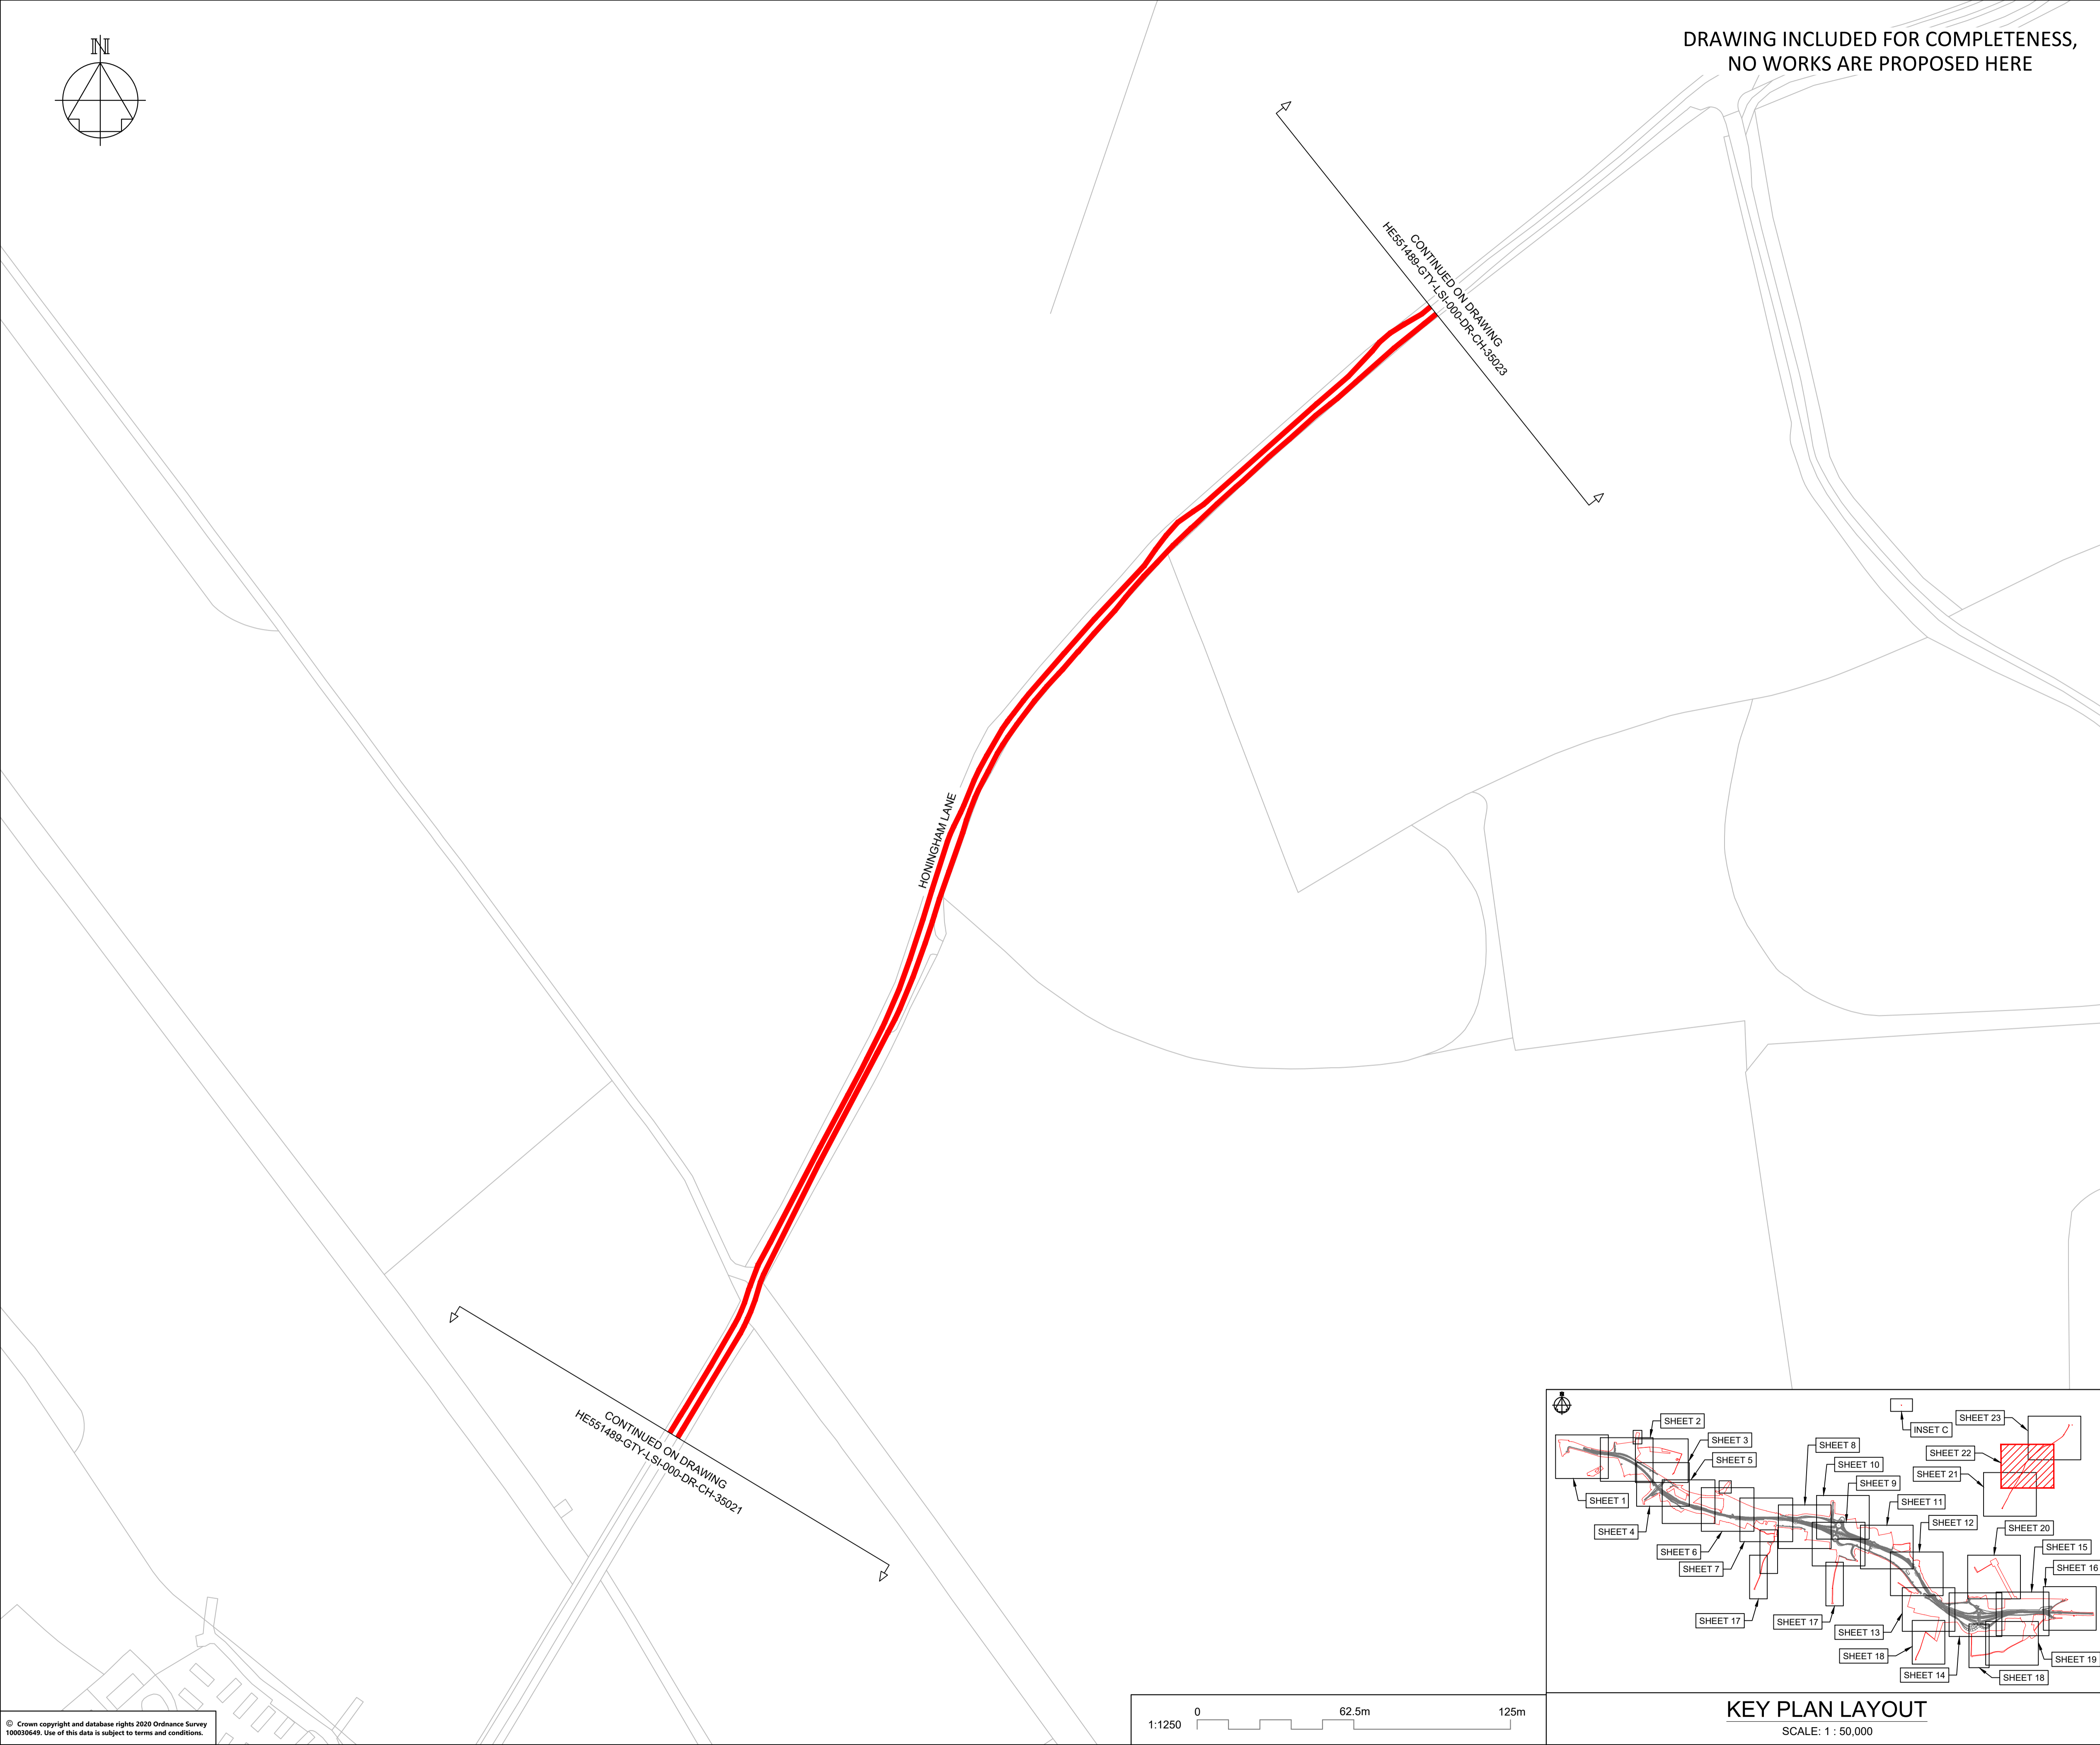 N
DRAWING INCLUDED FOR COMPLETENESS,
NO WORKS ARE PROPOSED HERE
CONTINUED ON DRAWING
HE551489-GTY-LSI-000-DR-CH-35023
HONINGHAM LANE
CONTINUED ON DRAWING
HE551489-GTY-LSI-000-DR-CH-35021
SHEET 1
SHEET 2
SHEET 3
SHEET 5
SHEET 4
SHEET 6
SHEET 7
SHEET 8
SHEET 10
SHEET 9
SHEET 11
SHEET 12
INSET C
SHEET 23
SHEET 22
SHEET 21
SHEET 20
SHEET 15
SHEET 16
SHEET 17
SHEET 17
SHEET 13
SHEET 18
SHEET 14
SHEET 18
SHEET 19
KEY PLAN LAYOUT
SCALE: 1 : 50,000
1:1250
0 62.5m 125m
© Crown copyright and database rights 2020 Ordnance Survey
100030649. Use of this data is subject to terms and conditions.